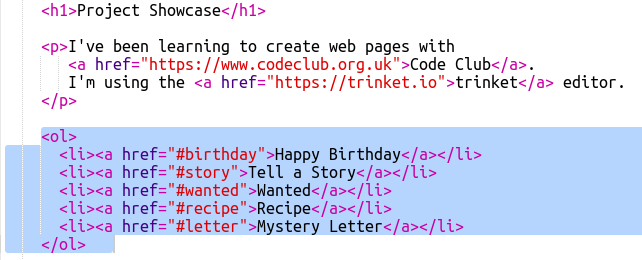 <h1>Project Showcase</h1>
<p>I've been learning to create web pages with
<a href="https://www.codeclub.org.uk">Code Club</a>.
I'm using the <a href="https://trinket.io">trinket</a> editor.
</p>
<ol>
<li><a href="#birthday">Happy Birthday</a></li>
<li><a href="#story">Tell a Story</a></li>
<li><a href="#wanted">Wanted</a></li>
<li><a href="#recipe">Recipe</a></li>
<li><a href="#letter">Mystery Letter</a></li>
</ol>